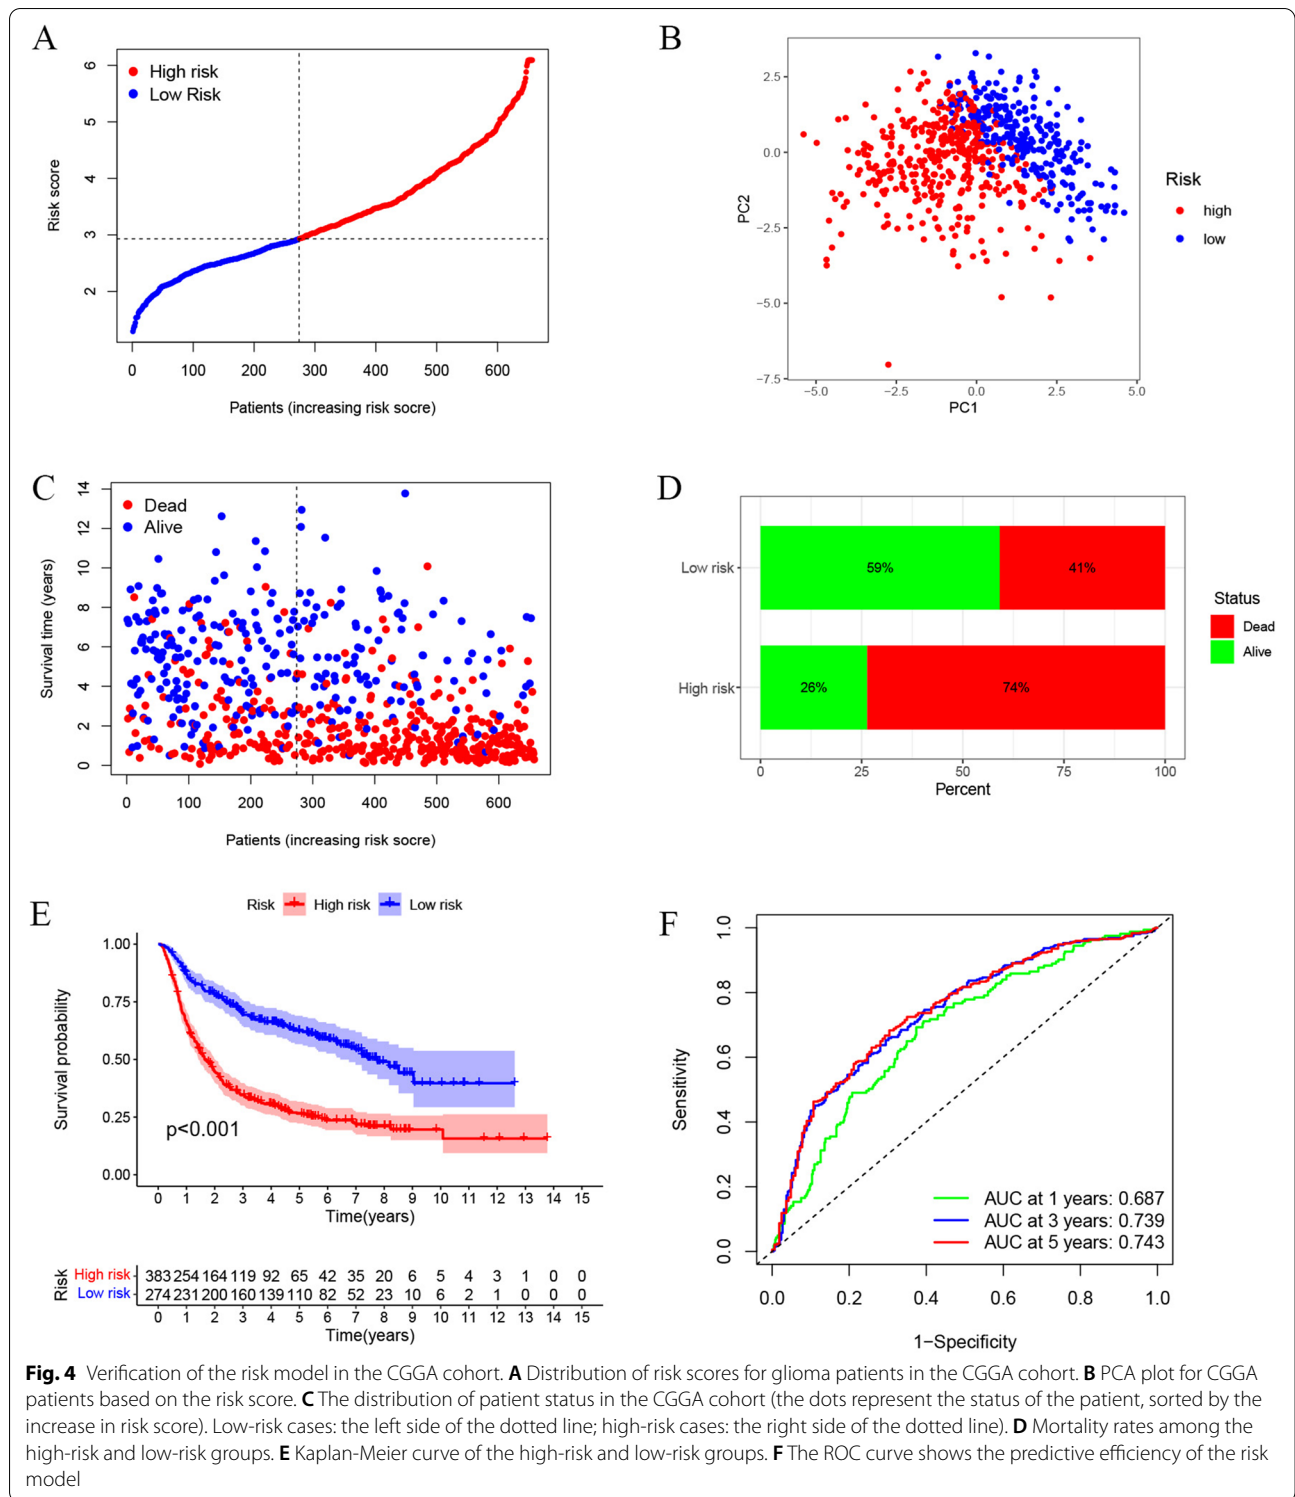 A
6
5
4
3
2
Risk score
High risk
Low Risk
0 100 200 300 400 500 600
Patients (increasing risk socre)
B
2.5
0.0
−2.5
−5.0
−7.5
PC2
−5.0 −2.5 0.0 2.5 5.0
PC1
Risk
high
low
C
14
12
10
8
6
4
2
0
Survival time (years)
Dead
Alive
0 100 200 300 400 500 600
Patients (increasing risk socre)
D
Low risk
59% 41%
High risk
26% 74%
0 25 50 75 100
Percent
Status
Dead
Alive
E
Risk High risk Low risk
1.00
0.75
0.50
0.25
0.00
Survival probability
p<0.001
0 1 2 3 4 5 6 7 8 9 10 11 12 13 14 15
Time(years)
Risk
High risk 383 254 164 119 92 65 42 35 20 6 5 4 3 1 0 0
Low risk 274 231 200 160 139 110 82 52 23 10 6 2 1 0 0 0
0 1 2 3 4 5 6 7 8 9 10 11 12 13 14 15
Time(years)
F
1.0
0.8
0.6
0.4
0.2
0.0
Sensitivity
AUC at 1 years: 0.687
AUC at 3 years: 0.739
AUC at 5 years: 0.743
0.0 0.2 0.4 0.6 0.8 1.0
1−Specificity
Fig. 4 Verification of the risk model in the CGGA cohort. A Distribution of risk scores for glioma patients in the CGGA cohort. B PCA plot for CGGA
patients based on the risk score. C The distribution of patient status in the CGGA cohort (the dots represent the status of the patient, sorted by the
increase in risk score). Low-risk cases: the left side of the dotted line; high-risk cases: the right side of the dotted line). D Mortality rates among the
high-risk and low-risk groups. E Kaplan-Meier curve of the high-risk and low-risk groups. F The ROC curve shows the predictive efficiency of the risk
model